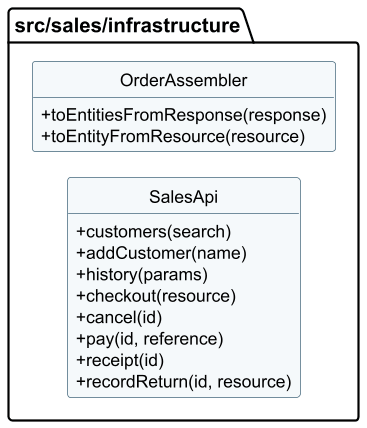 src/sales/infrastructure
OrderAssembler
+toEntitiesFromResponse(response)
+toEntityFromResource(resource)
SalesApi
+customers(search)
+addCustomer(name)
+history(params)
+checkout(resource)
+cancel(id)
+pay(id, reference)
+receipt(id)
+recordReturn(id, resource)